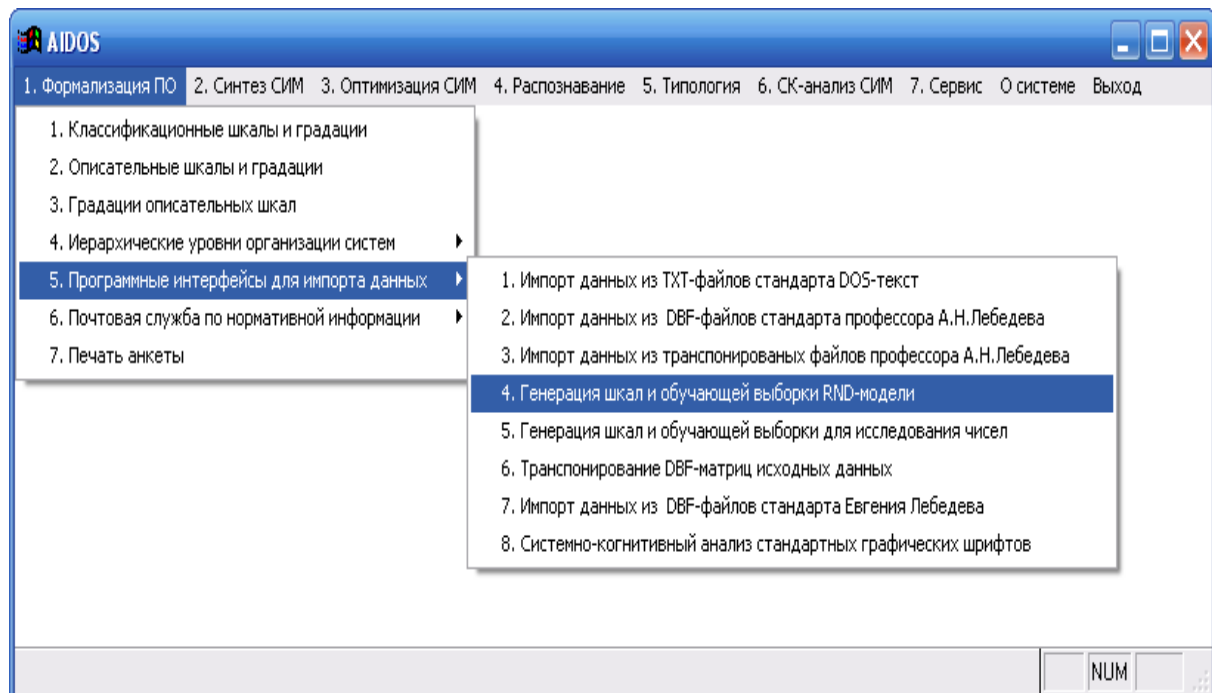 AIDOS
1. Формализация ПО 2. Синтез СИМ 3. Оптимизация СИМ 4. Распознавание 5. Типология 6. СК-анализ СИМ 7. Сервис О системе Выход
1. Классификационные шкалы и градации
2. Описательные шкалы и градации
3. Градации описательных шкал
4. Иерархические уровни организации систем
5. Программные интерфейсы для импорта данных
6. Почтовая служба по нормативной информации
7. Печать анкеты
1. Импорт данных из TXT-файлов стандарта DOS-текст
2. Импорт данных из DBF-файлов стандарта профессора А.Н.Лебедева
3. Импорт данных из транспонированых файлов профессора А.Н.Лебедева
4. Генерация шкал и обучающей выборки RND-модели
5. Генерация шкал и обучающей выборки для исследования чисел
6. Транспонирование DBF-матриц исходных данных
7. Импорт данных из DBF-файлов стандарта Евгения Лебедева
8. Системно-когнитивный анализ стандартных графических шрифтов
NUM